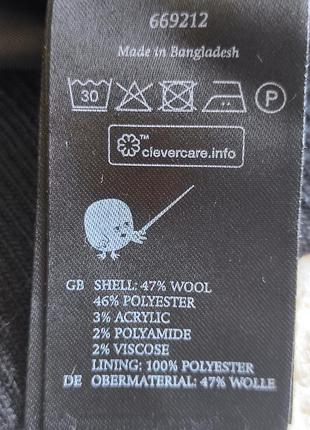 669212
Made in Bangladesh
30 P
™
clevercare.info
GB SHELL: 47% WOOL
46% POLYESTER
3% ACRYLIC
2% POLYAMIDE
2% VISCOSE
LINING: 100% POLYESTER
DE OBERMATERIAL: 47% WOLLE